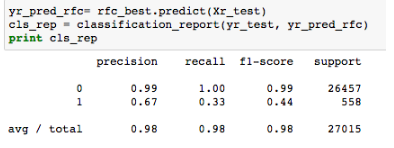 yr_pred_rfc= rfc_best.predict(Xr_test)
cls_rep = classification_report(yr_test, yr_pred_rfc)
print cls_rep
precision recall f1-score support
0 0.99 1.00 0.99 26457
1 0.67 0.33 0.44 558
avg / total 0.98 0.98 0.98 27015